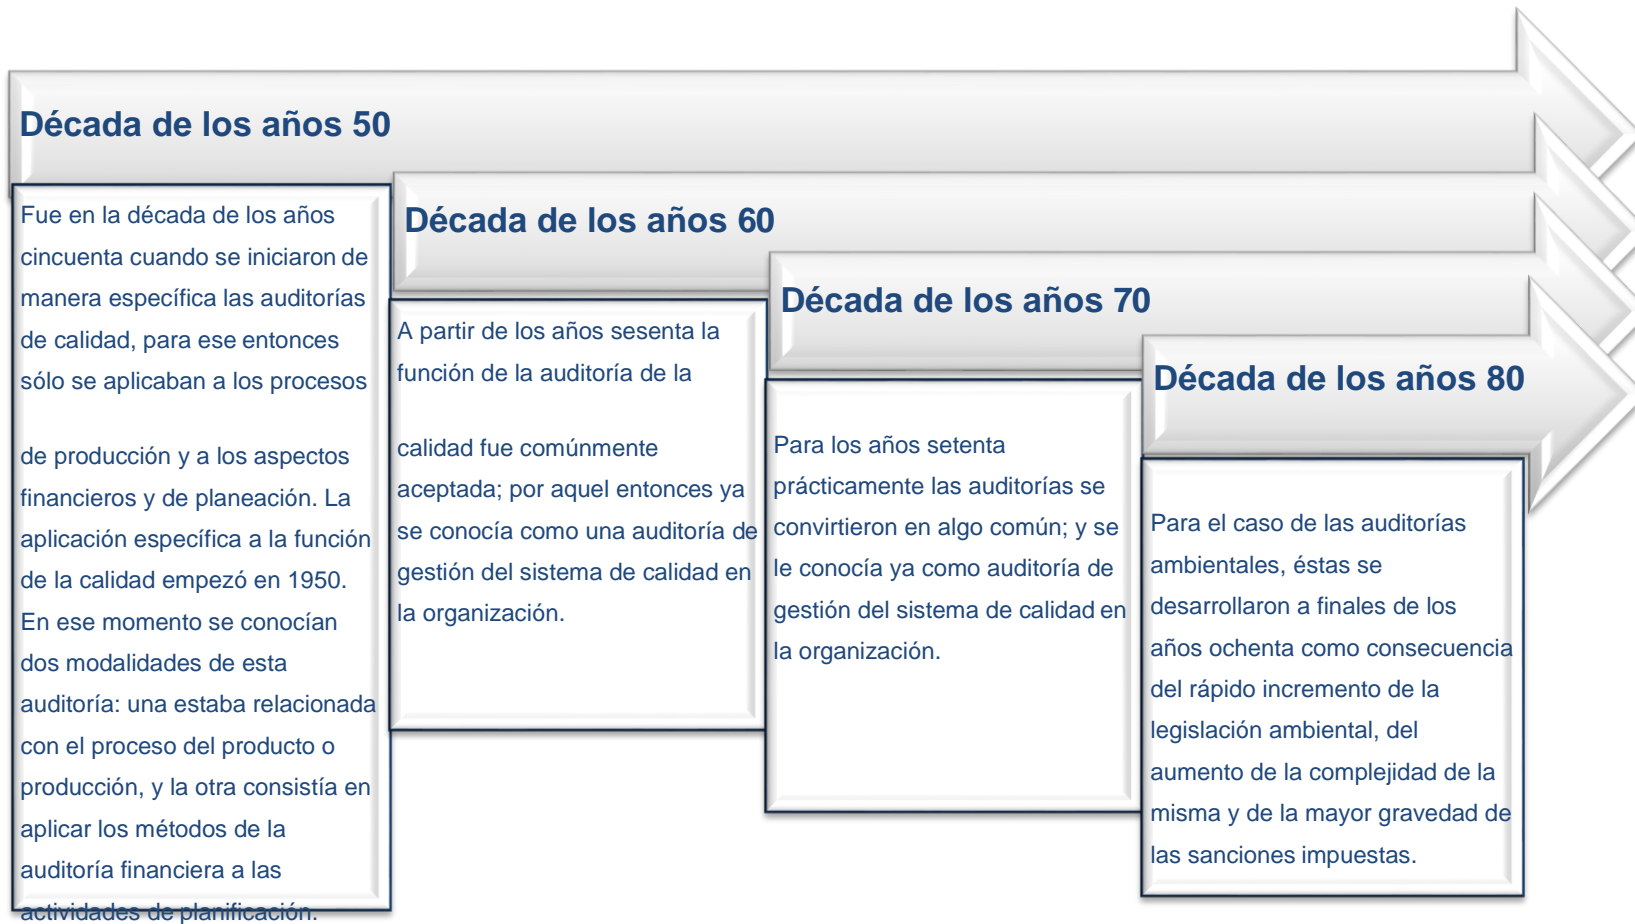 Década de los años 50
Fue en la década de los años
cincuenta cuando se iniciaron de
manera específica las auditorías
de calidad, para ese entonces
sólo se aplicaban a los procesos
de producción y a los aspectos
financieros y de planeación. La
aplicación específica a la función
de la calidad empezó en 1950.
En ese momento se conocían
dos modalidades de esta
auditoría: una estaba relacionada
con el proceso del producto o
producción, y la otra consistía en
aplicar los métodos de la
auditoría financiera a las
actividades de planificación.
Década de los años 60
A partir de los años sesenta la
función de la auditoría de la
calidad fue comúnmente
aceptada; por aquel entonces ya
se conocía como una auditoría de
gestión del sistema de calidad en
la organización.
Década de los años 70
Para los años setenta
prácticamente las auditorías se
convirtieron en algo común; y se
le conocía ya como auditoría de
gestión del sistema de calidad en
la organización.
Década de los años 80
Para el caso de las auditorías
ambientales, éstas se
desarrollaron a finales de los
años ochenta como consecuencia
del rápido incremento de la
legislación ambiental, del
aumento de la complejidad de la
misma y de la mayor gravedad de
las sanciones impuestas.